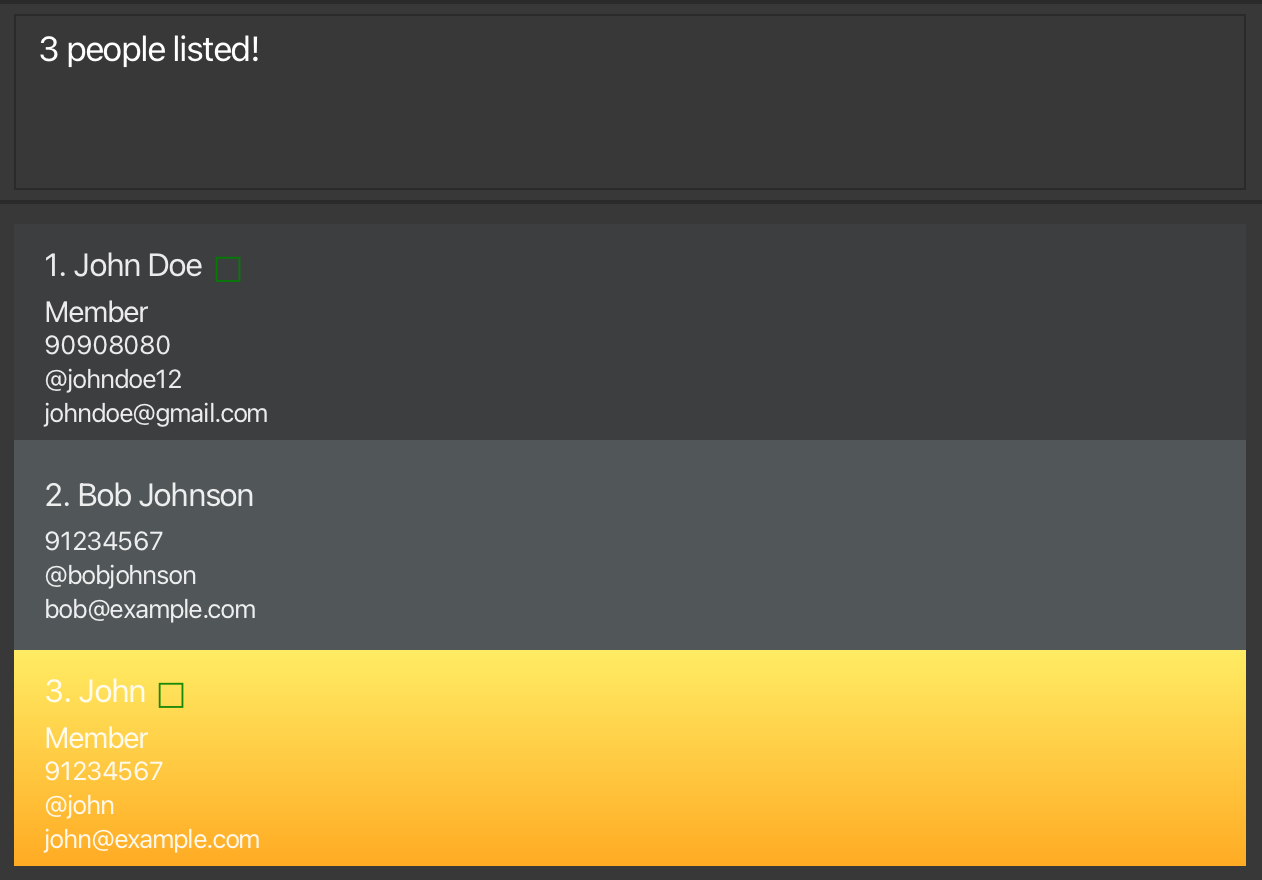 3 people listed!
1. John Doe
Member
90908080
@johndoe12
johndoe@gmail.com
2. Bob Johnson
91234567
@bobjohnson
bob@example.com
3. John
Member
91234567
@john
john@example.com